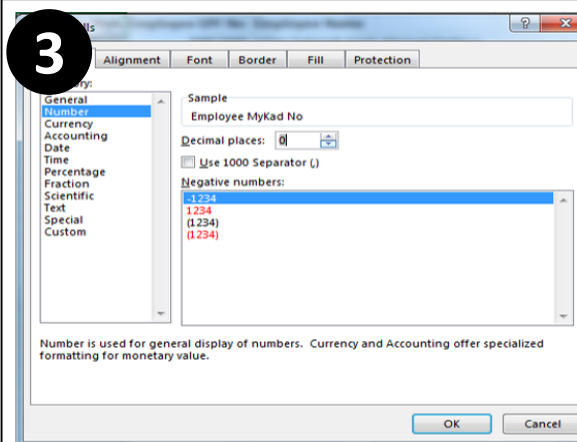 3
Alignment
Font
Border
Fill
Protection
General
Number
Currency
Accounting
Date
Time
Percentage
Fraction
Scientific
Text
Special
Custom
Sample
Employee MyKad No
Decimal places: 0
Use 1000 Separator (,)
Negative numbers:
-1234
1234
(1234)
(1234)
Number is used for general display of numbers. Currency and Accounting offer specialized
formatting for monetary value.
OK
Cancel